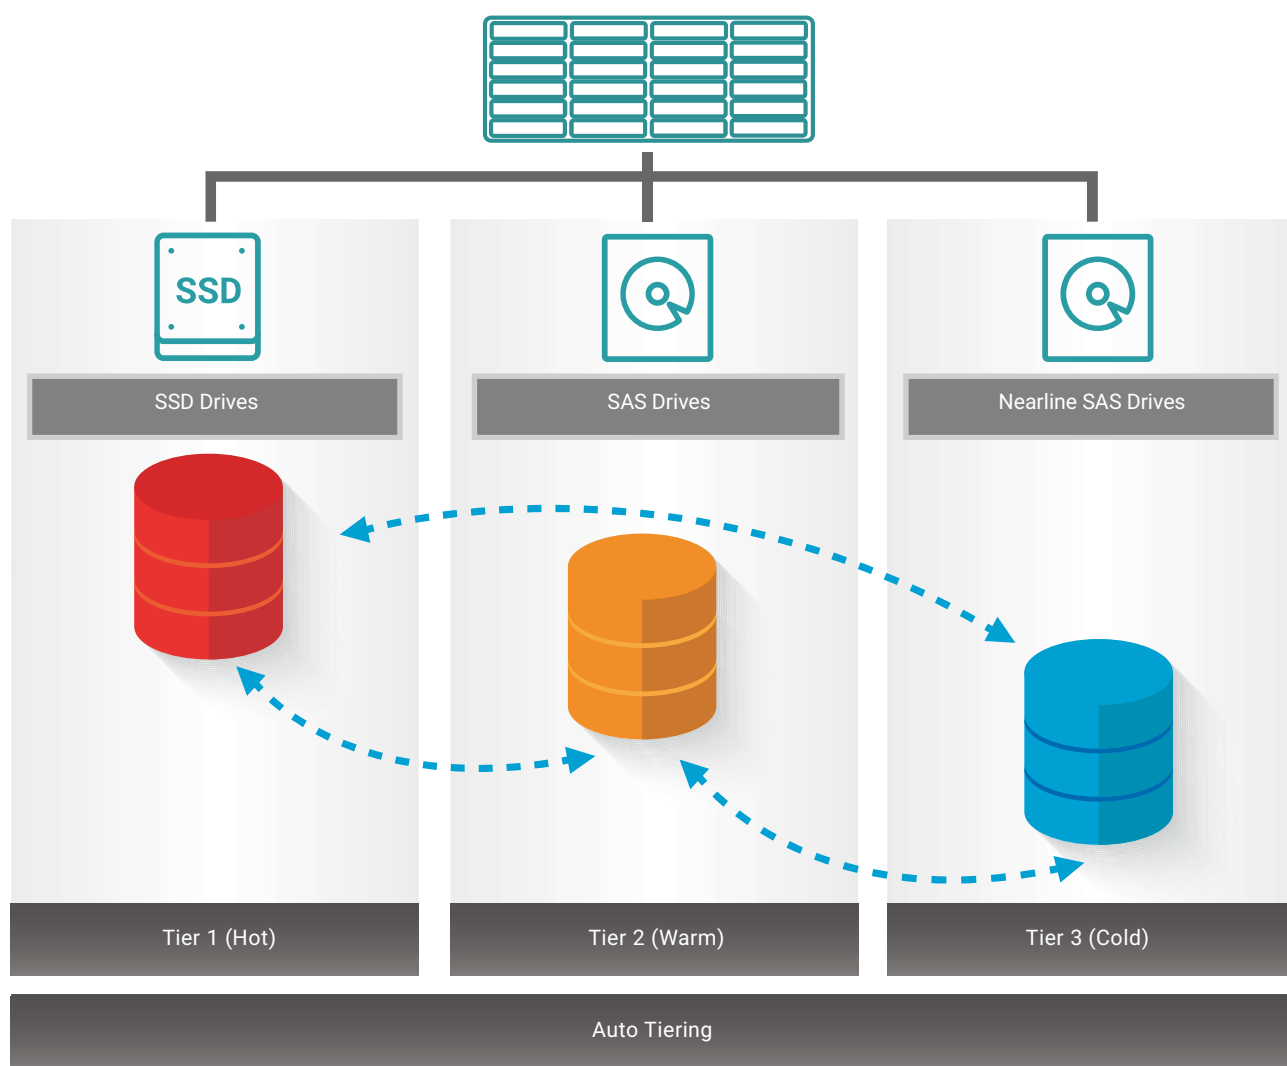 SSD
SSD Drives
SAS Drives
Nearline SAS Drives
Tier 1 (Hot)
Tier 2 (Warm)
Tier 3 (Cold)
Auto Tiering